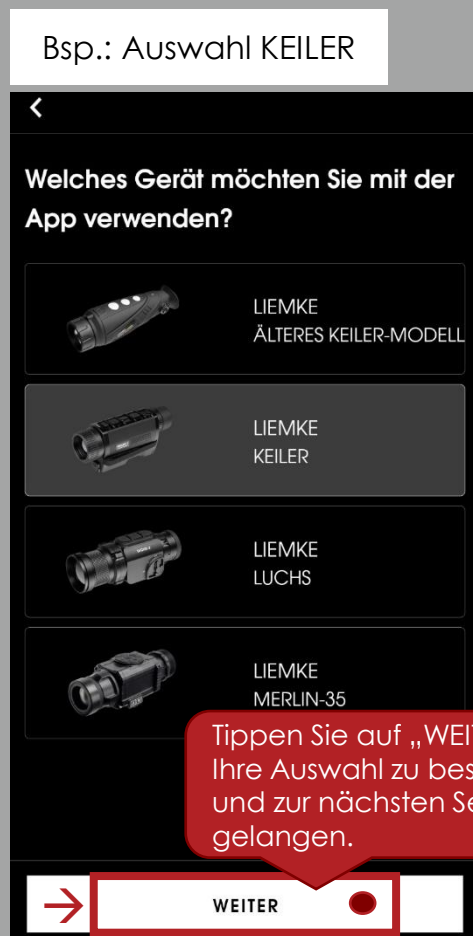 Bsp.: Auswahl KEILER
Welches Gerät möchten Sie mit der
App verwenden?
LIEMKE
ÄLTERES KEILER-MODELL
LIEMKE
KEILER
LIEMKE
LUCHS
LIEMKE
MERLIN-35
Tippen Sie auf „WEI
Ihre Auswahl zu bes
und zur nächsten Se
gelangen.
WEITER